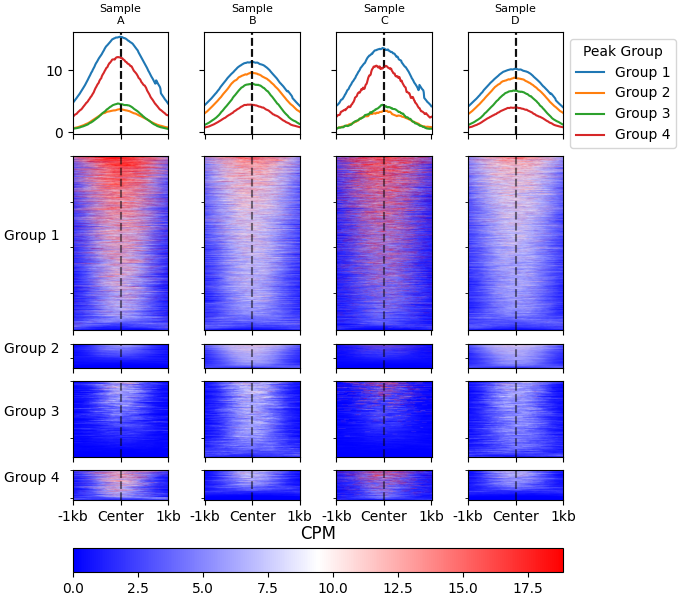 Sample
A
Sample
B
Sample
C
Sample
D
10
0
Peak Group
Group 1
Group 2
Group 3
Group 4
Group 1
Group 2
Group 3
Group 4
-1kb Center 1kb
-1kb Center 1kb
-1kb Center 1kb
-1kb Center 1kb
CPM
0.0 2.5 5.0 7.5 10.0 12.5 15.0 17.5